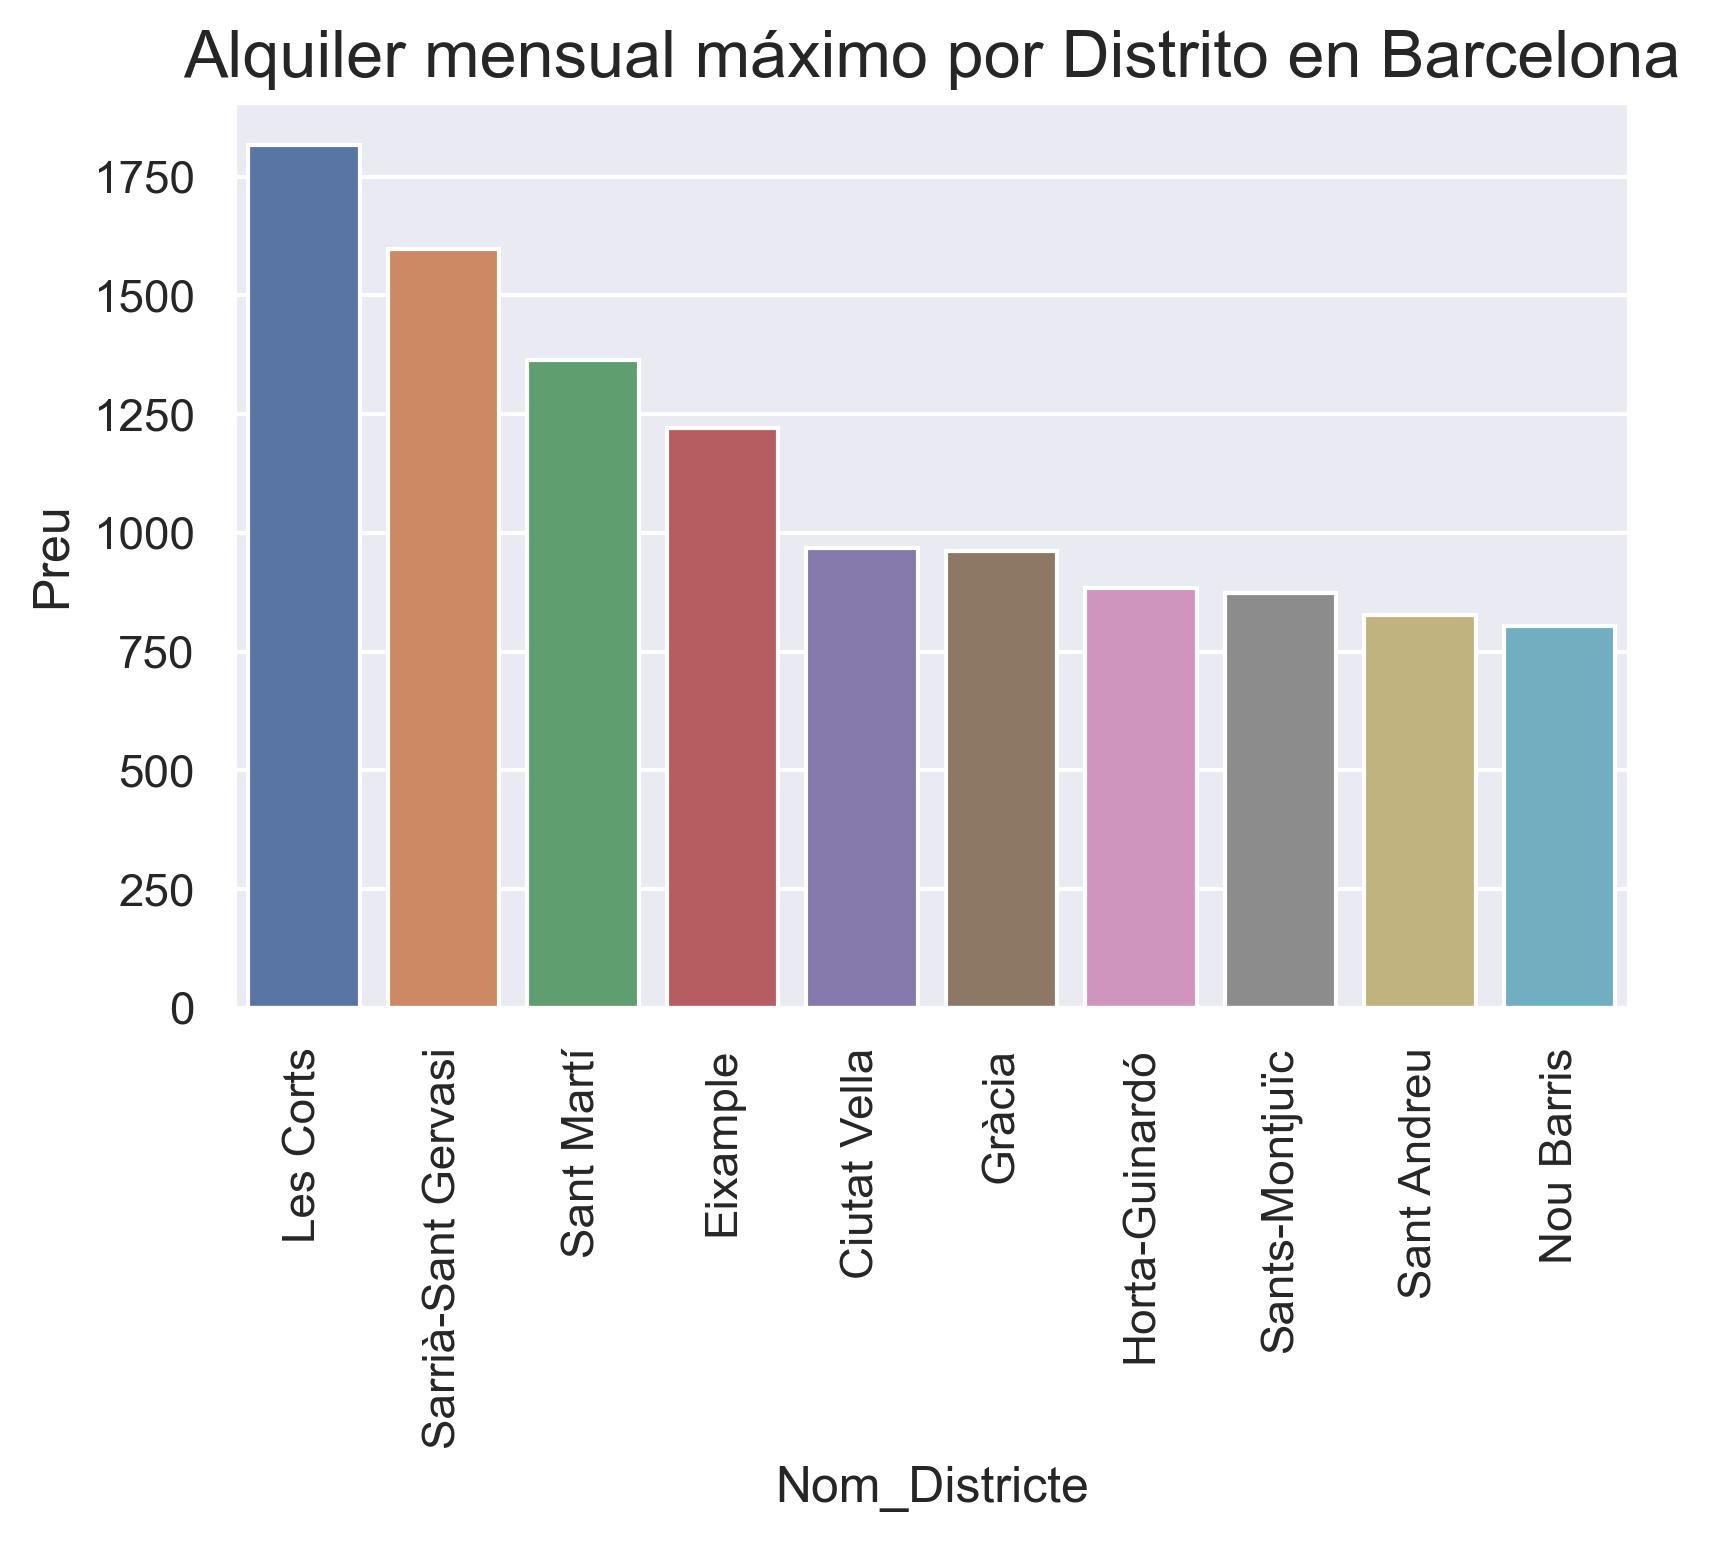 Alquiler mensual máximo por Distrito en Barcelona
1750
1500
1250
1000
750
500
250
0
Preu
Les Corts
Sarrià-Sant Gervasi
Sant Martí
Eixample
Ciutat Vella
Gràcia
Horta-Guinardó
Sants-Montjuïc
Sant Andreu
Nou Barris
Nom_Districte